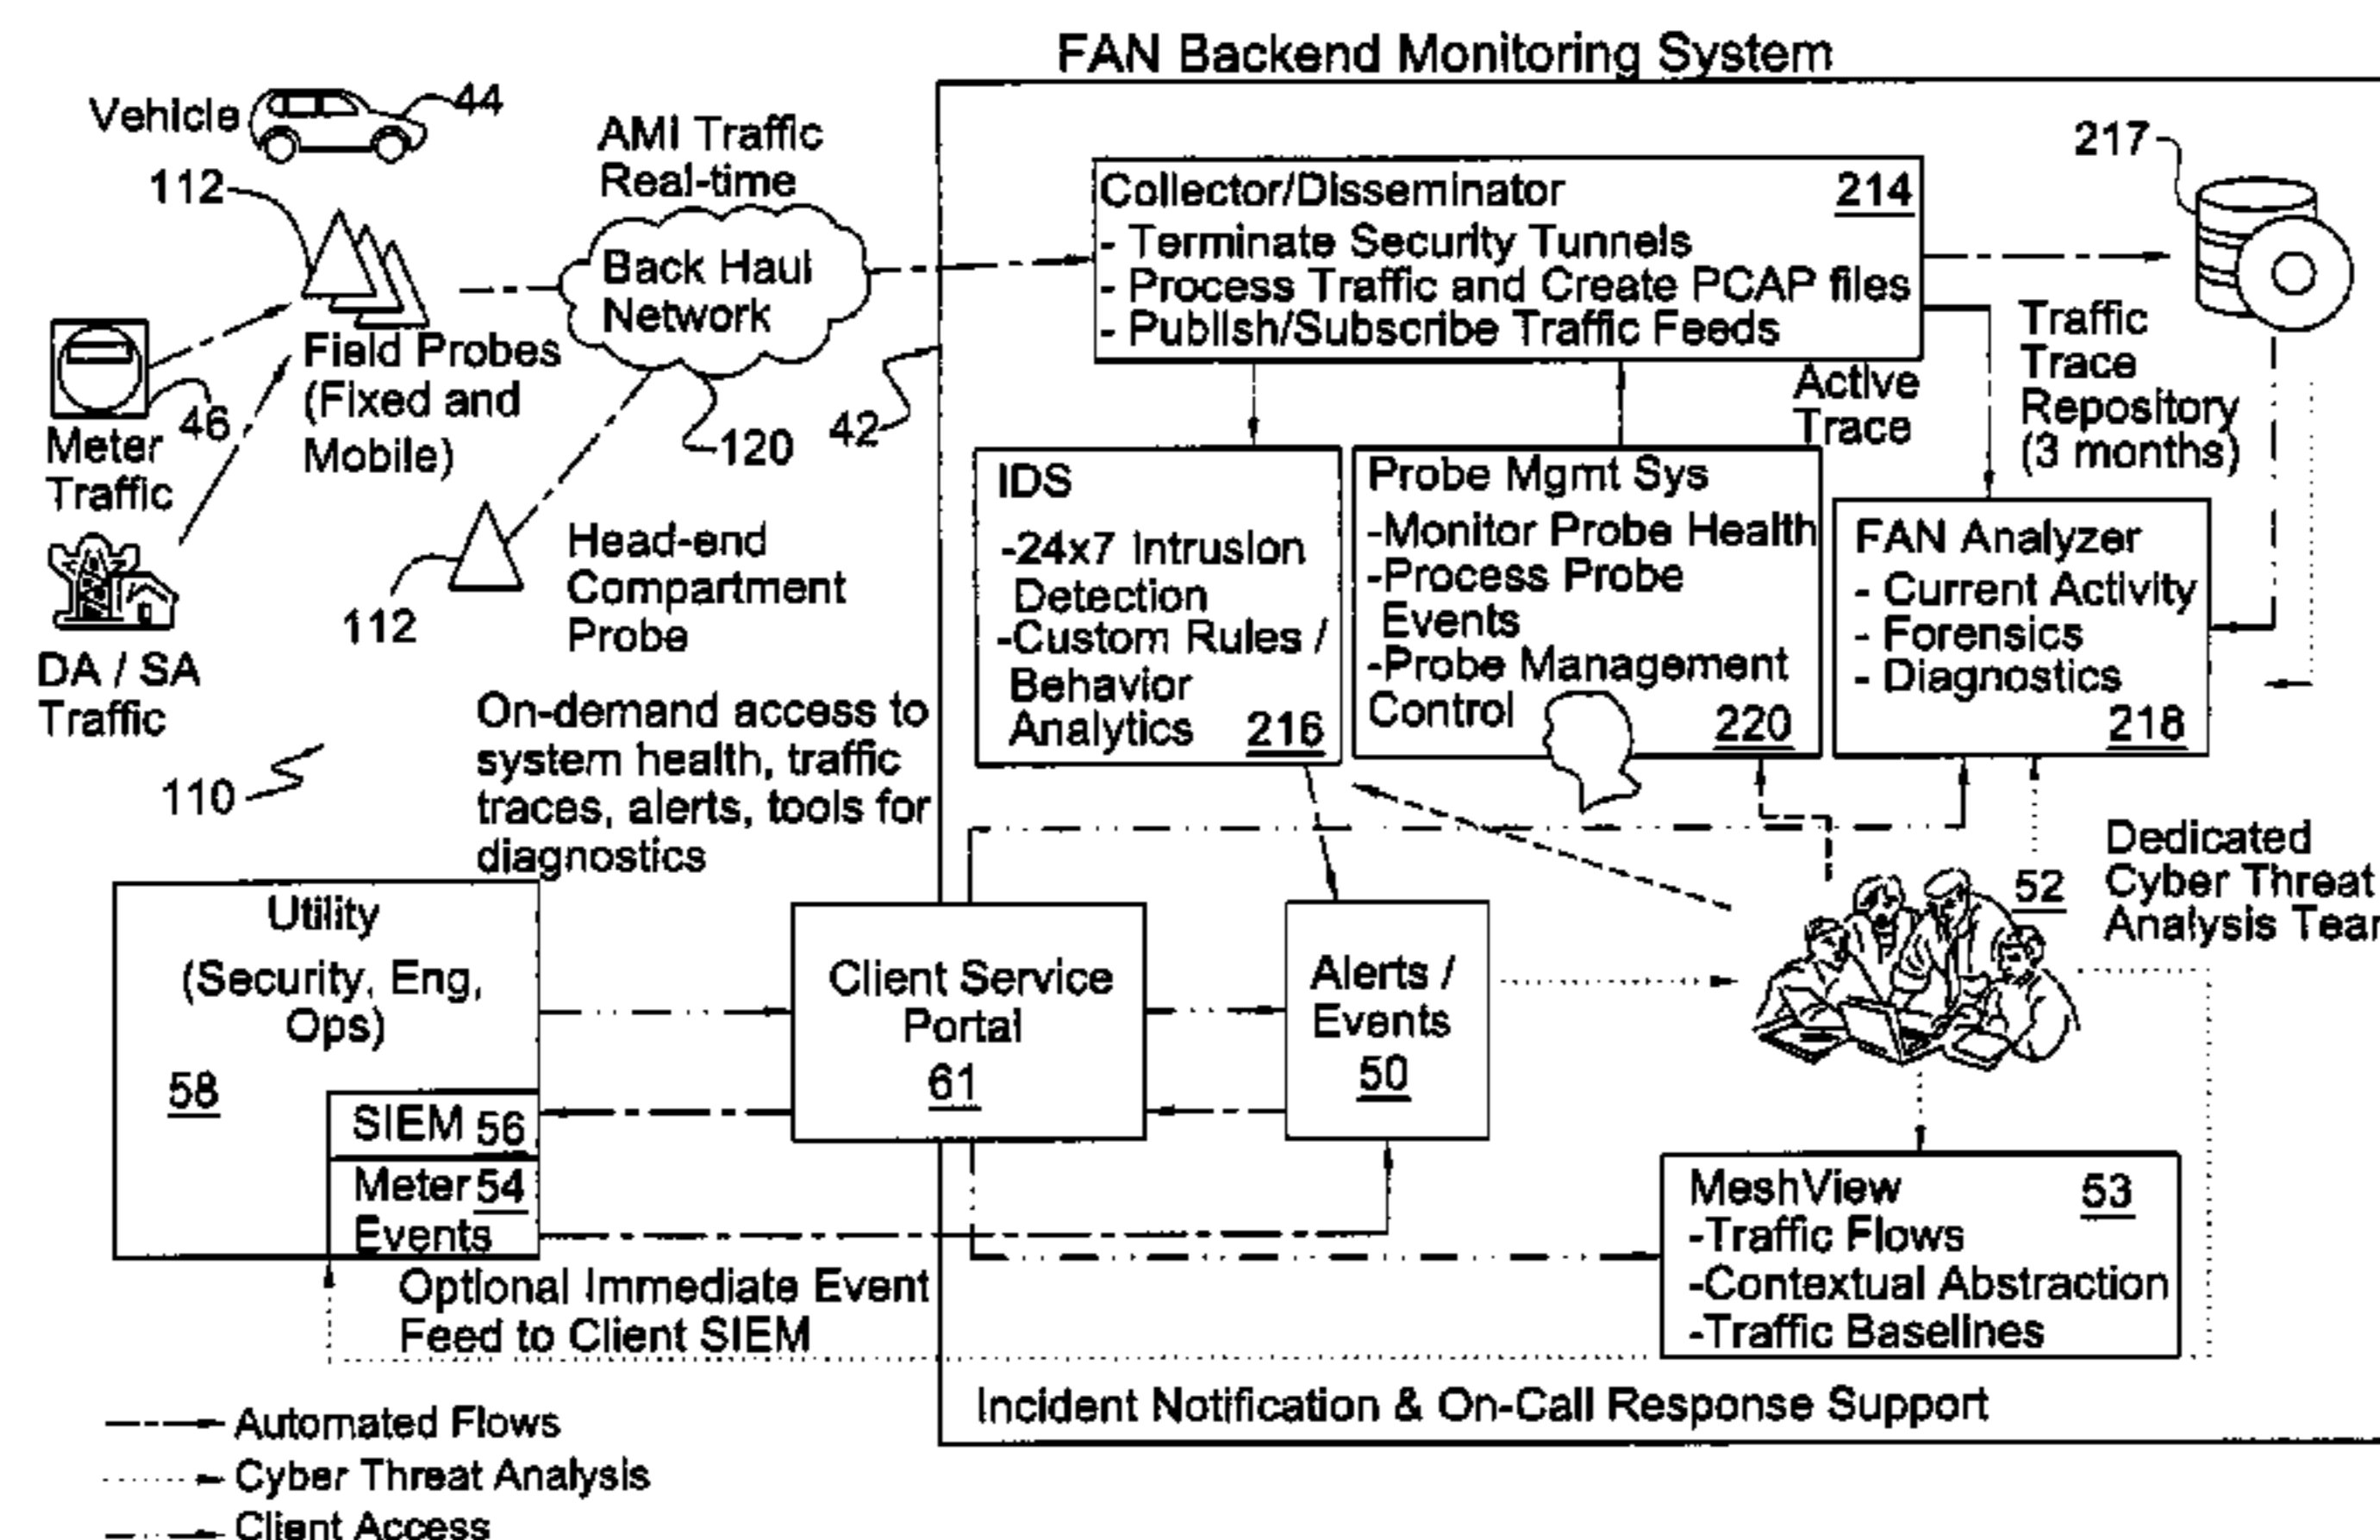 FAN Backend Monitoring System
Vehicle
44
112
AMI Traffic
Real-time
Back Haul
Network
120
42
Field Probes
(Fixed and
Mobile)
46
Meter
Traffic
DA / SA
Traffic
112
Head-end
Compartment
Probe
110
Collector/Disseminator
214
- Terminate Security Tunnels
- Process Traffic and Create PCAP files
- Publish/Subscribe Traffic Feeds
217
Traffic
Trace
Repository
(3 months)
Active
Trace
IDS
-24x7 Intrusion
Detection
-Custom Rules /
Behavior
Analytics
216
Probe Mgmt Sys
-Monitor Probe Health
-Process Probe
Events
-Probe Management
Control
220
FAN Analyzer
- Current Activity
- Forensics
- Diagnostics
218
On-demand access to
system health, traffic
traces, alerts, tools for
diagnostics
Utility
(Security, Eng,
Ops)
58
SIEM 56
Meter 54
Events
Client Service
Portal
61
Alerts /
Events
50
52
Dedicated
Cyber Threat
Analysis Tear
MeshView
53
-Traffic Flows
-Contextual Abstraction
-Traffic Baselines
Optional Immediate Event
Feed to Client SIEM
Incident Notification & On-Call Response Support
Automated Flows
Cyber Threat Analysis
Client Access